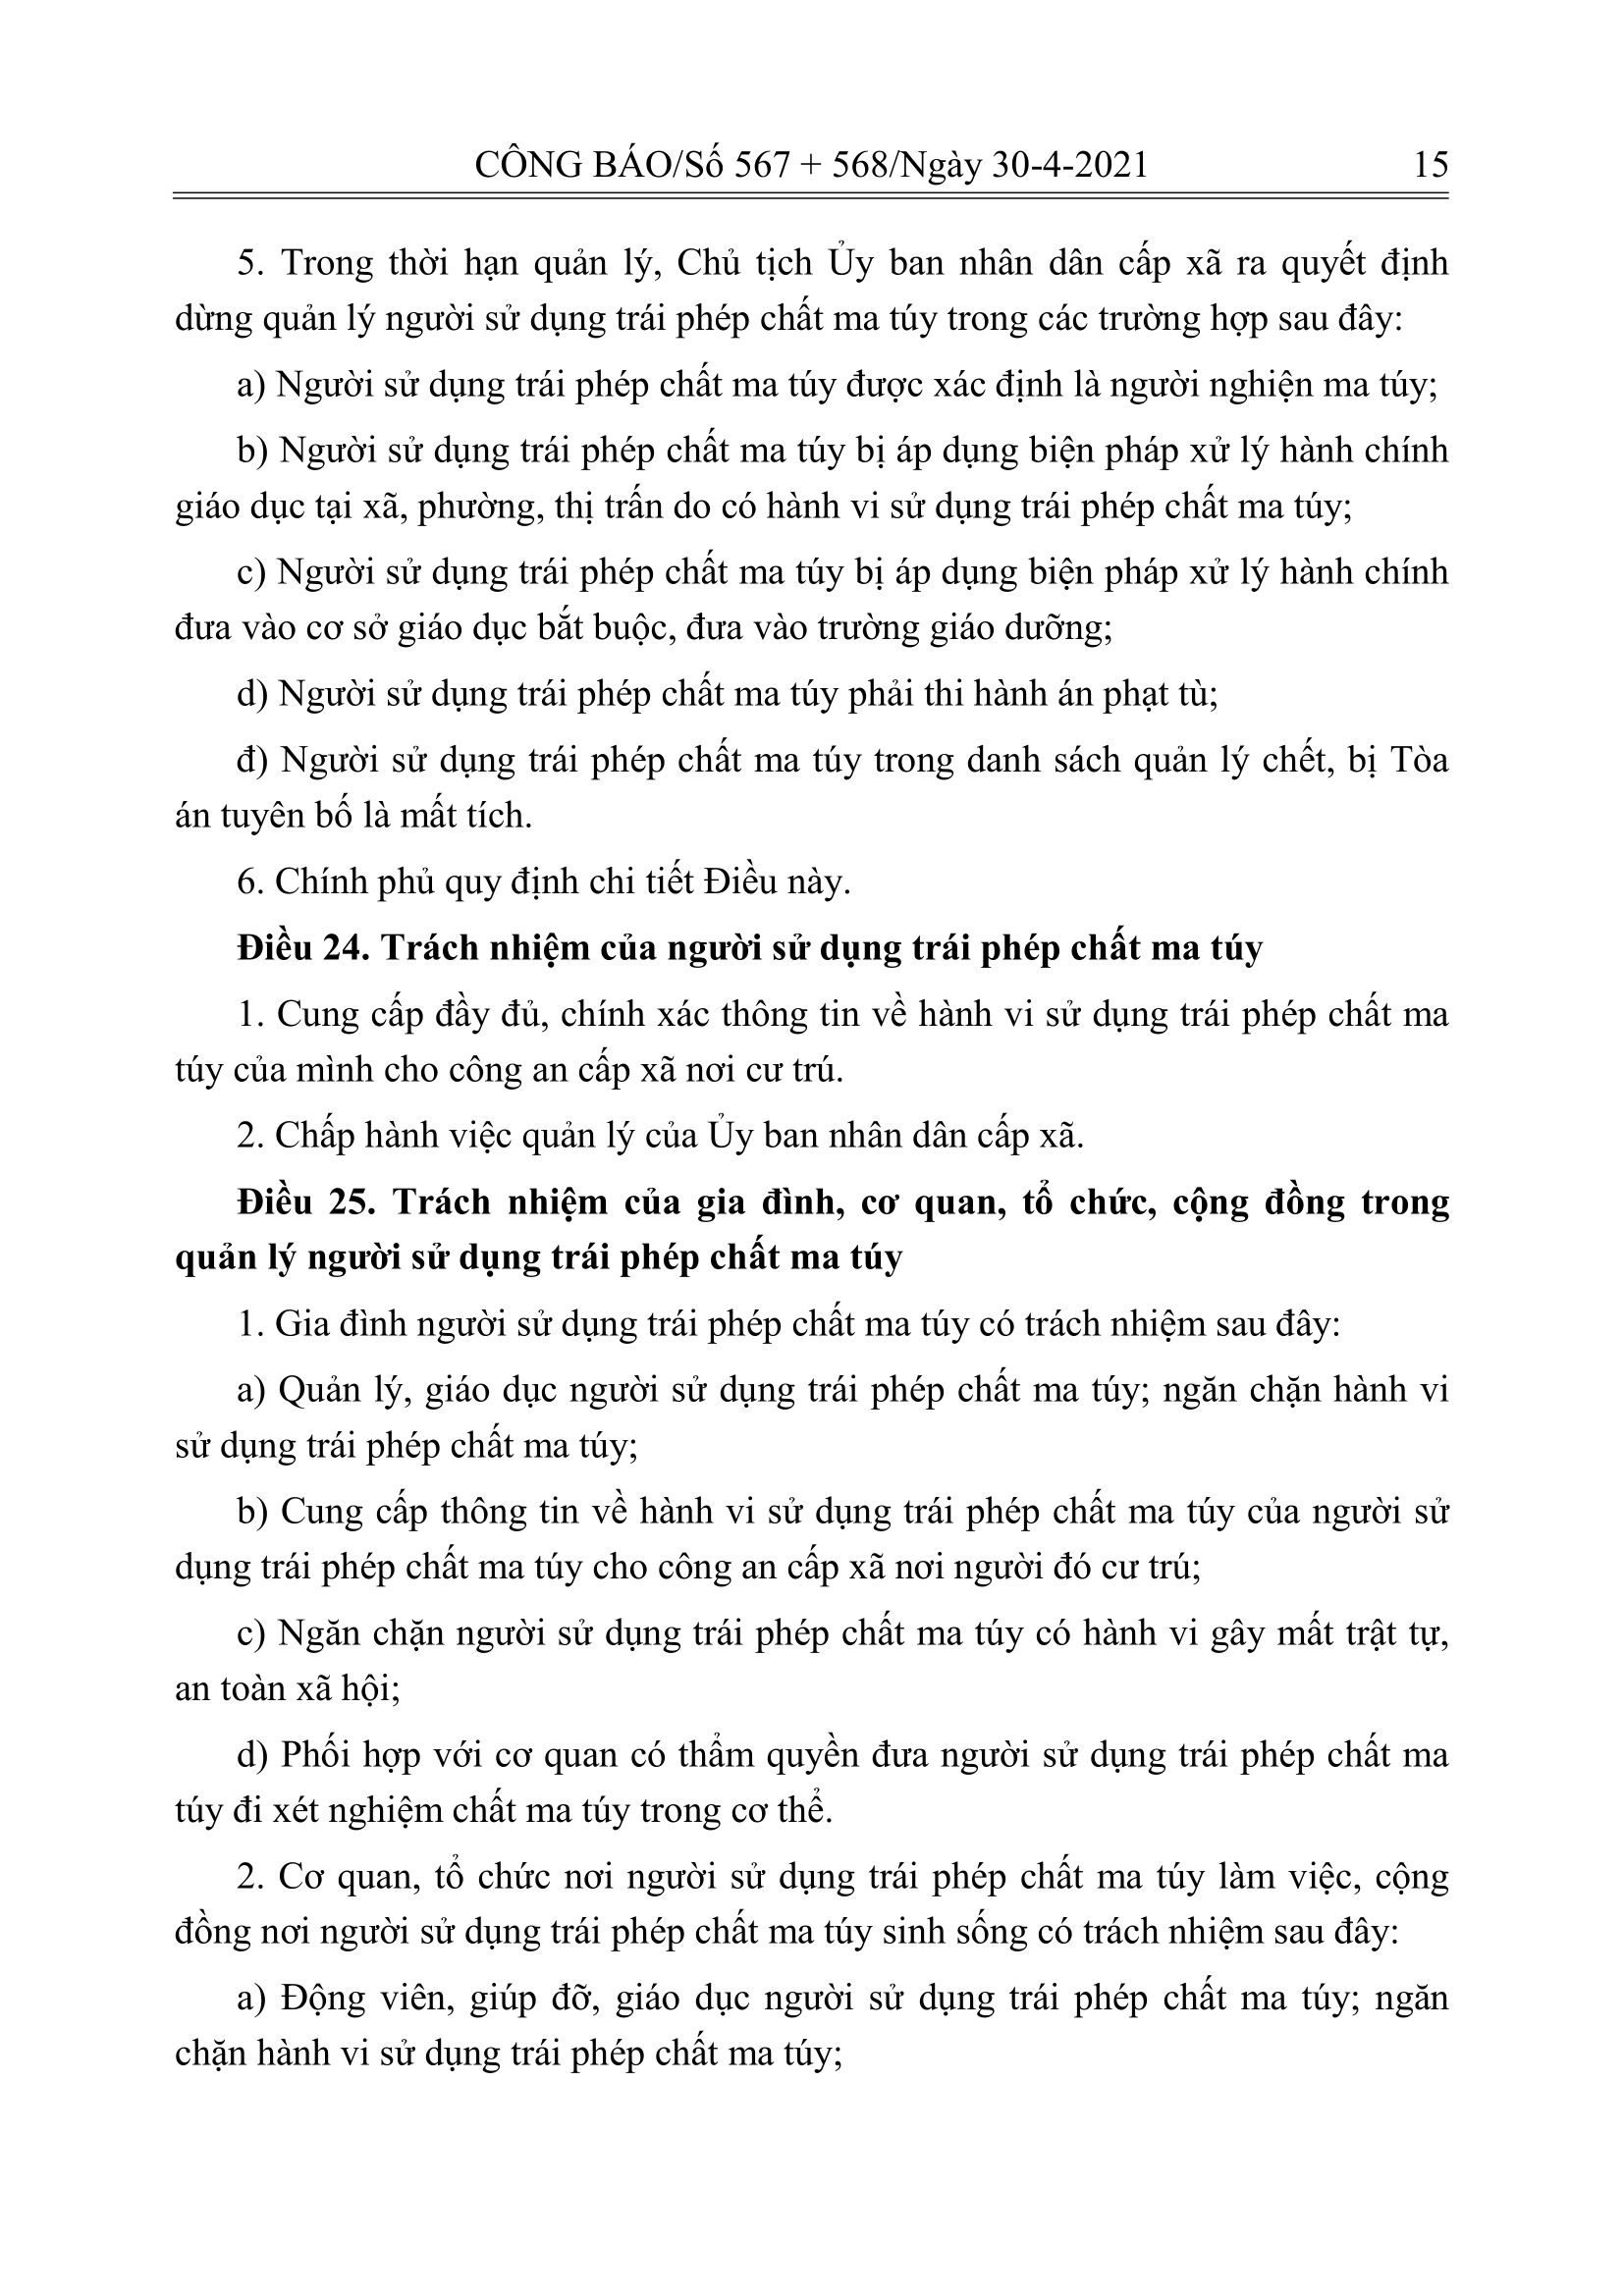 CÔNG BÁO/Số 567 + 568/Ngày 30-4-2021 15
5. Trong thời hạn quản lý, Chủ tịch Ủy ban nhân dân cấp xã ra quyết định
dừng quản lý người sử dụng trái phép chất ma túy trong các trường hợp sau đây:
a) Người sử dụng trái phép chất ma túy được xác định là người nghiện ma túy;
b) Người sử dụng trái phép chất ma túy bị áp dụng biện pháp xử lý hành chính
giáo dục tại xã, phường, thị trấn do có hành vi sử dụng trái phép chất ma túy;
c) Người sử dụng trái phép chất ma túy bị áp dụng biện pháp xử lý hành chính
đưa vào cơ sở giáo dục bắt buộc, đưa vào trường giáo dưỡng;
d) Người sử dụng trái phép chất ma túy phải thi hành án phạt tù;
đ) Người sử dụng trái phép chất ma túy trong danh sách quản lý chết, bị Tòa
án tuyên bố là mất tích.
6. Chính phủ quy định chi tiết Điều này.
Điều 24. Trách nhiệm của người sử dụng trái phép chất ma túy
1. Cung cấp đầy đủ, chính xác thông tin về hành vi sử dụng trái phép chất ma
túy của mình cho công an cấp xã nơi cư trú.
2. Chấp hành việc quản lý của Ủy ban nhân dân cấp xã.
Điều 25. Trách nhiệm của gia đình, cơ quan, tổ chức, cộng đồng trong
quản lý người sử dụng trái phép chất ma túy
1. Gia đình người sử dụng trái phép chất ma túy có trách nhiệm sau đây:
a) Quản lý, giáo dục người sử dụng trái phép chất ma túy; ngăn chặn hành vi
sử dụng trái phép chất ma túy;
b) Cung cấp thông tin về hành vi sử dụng trái phép chất ma túy của người sử
dụng trái phép chất ma túy cho công an cấp xã nơi người đó cư trú;
c) Ngăn chặn người sử dụng trái phép chất ma túy có hành vi gây mất trật tự,
an toàn xã hội;
d) Phối hợp với cơ quan có thẩm quyền đưa người sử dụng trái phép chất ma
túy đi xét nghiệm chất ma túy trong cơ thể.
2. Cơ quan, tổ chức nơi người sử dụng trái phép chất ma túy làm việc, cộng
đồng nơi người sử dụng trái phép chất ma túy sinh sống có trách nhiệm sau đây:
a) Động viên, giúp đỡ, giáo dục người sử dụng trái phép chất ma túy; ngăn
chặn hành vi sử dụng trái phép chất ma túy;